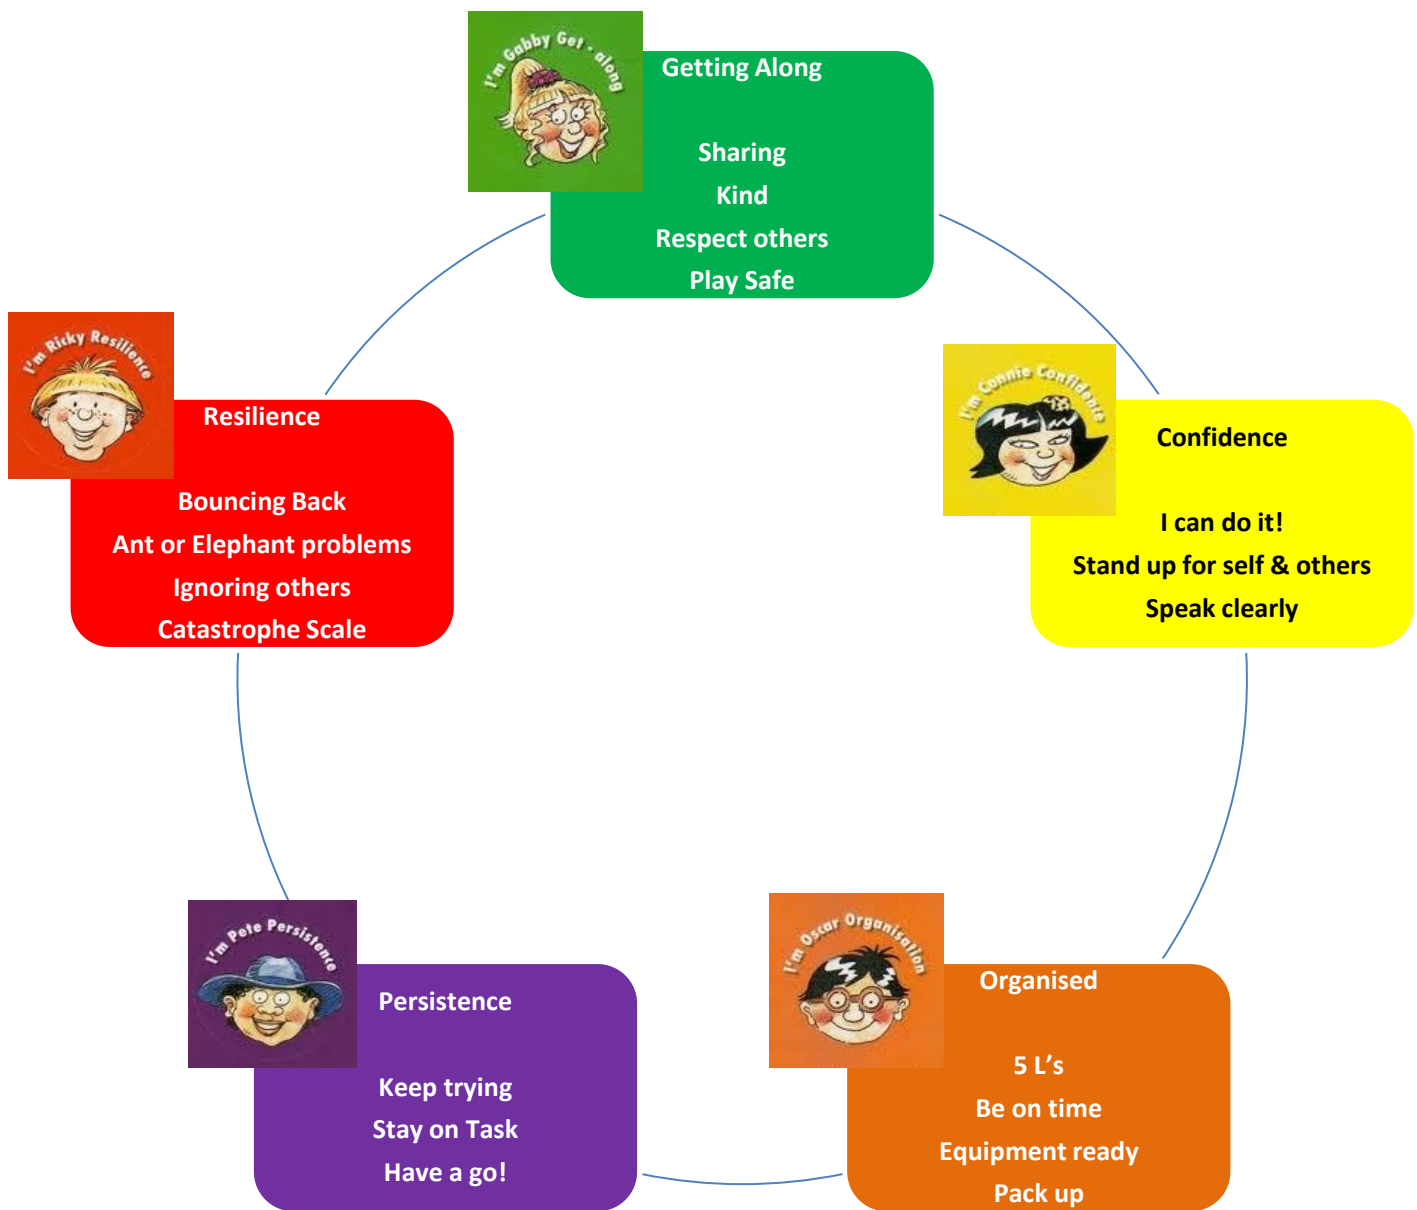 I'm Gabby Get - along
Getting Along
Sharing
Kind
Respect others
Play Safe
I'm Connie Confidence
Confidence
I can do it!
Stand up for self & others
Speak clearly
I'm Oscar Organisation
Organised
5 L’s
Be on time
Equipment ready
Pack up
I'm Pete Persistence
Persistence
Keep trying
Stay on Task
Have a go!
I'm Ricky Resilience
Resilience
Bouncing Back
Ant or Elephant problems
Ignoring others
Catastrophe Scale